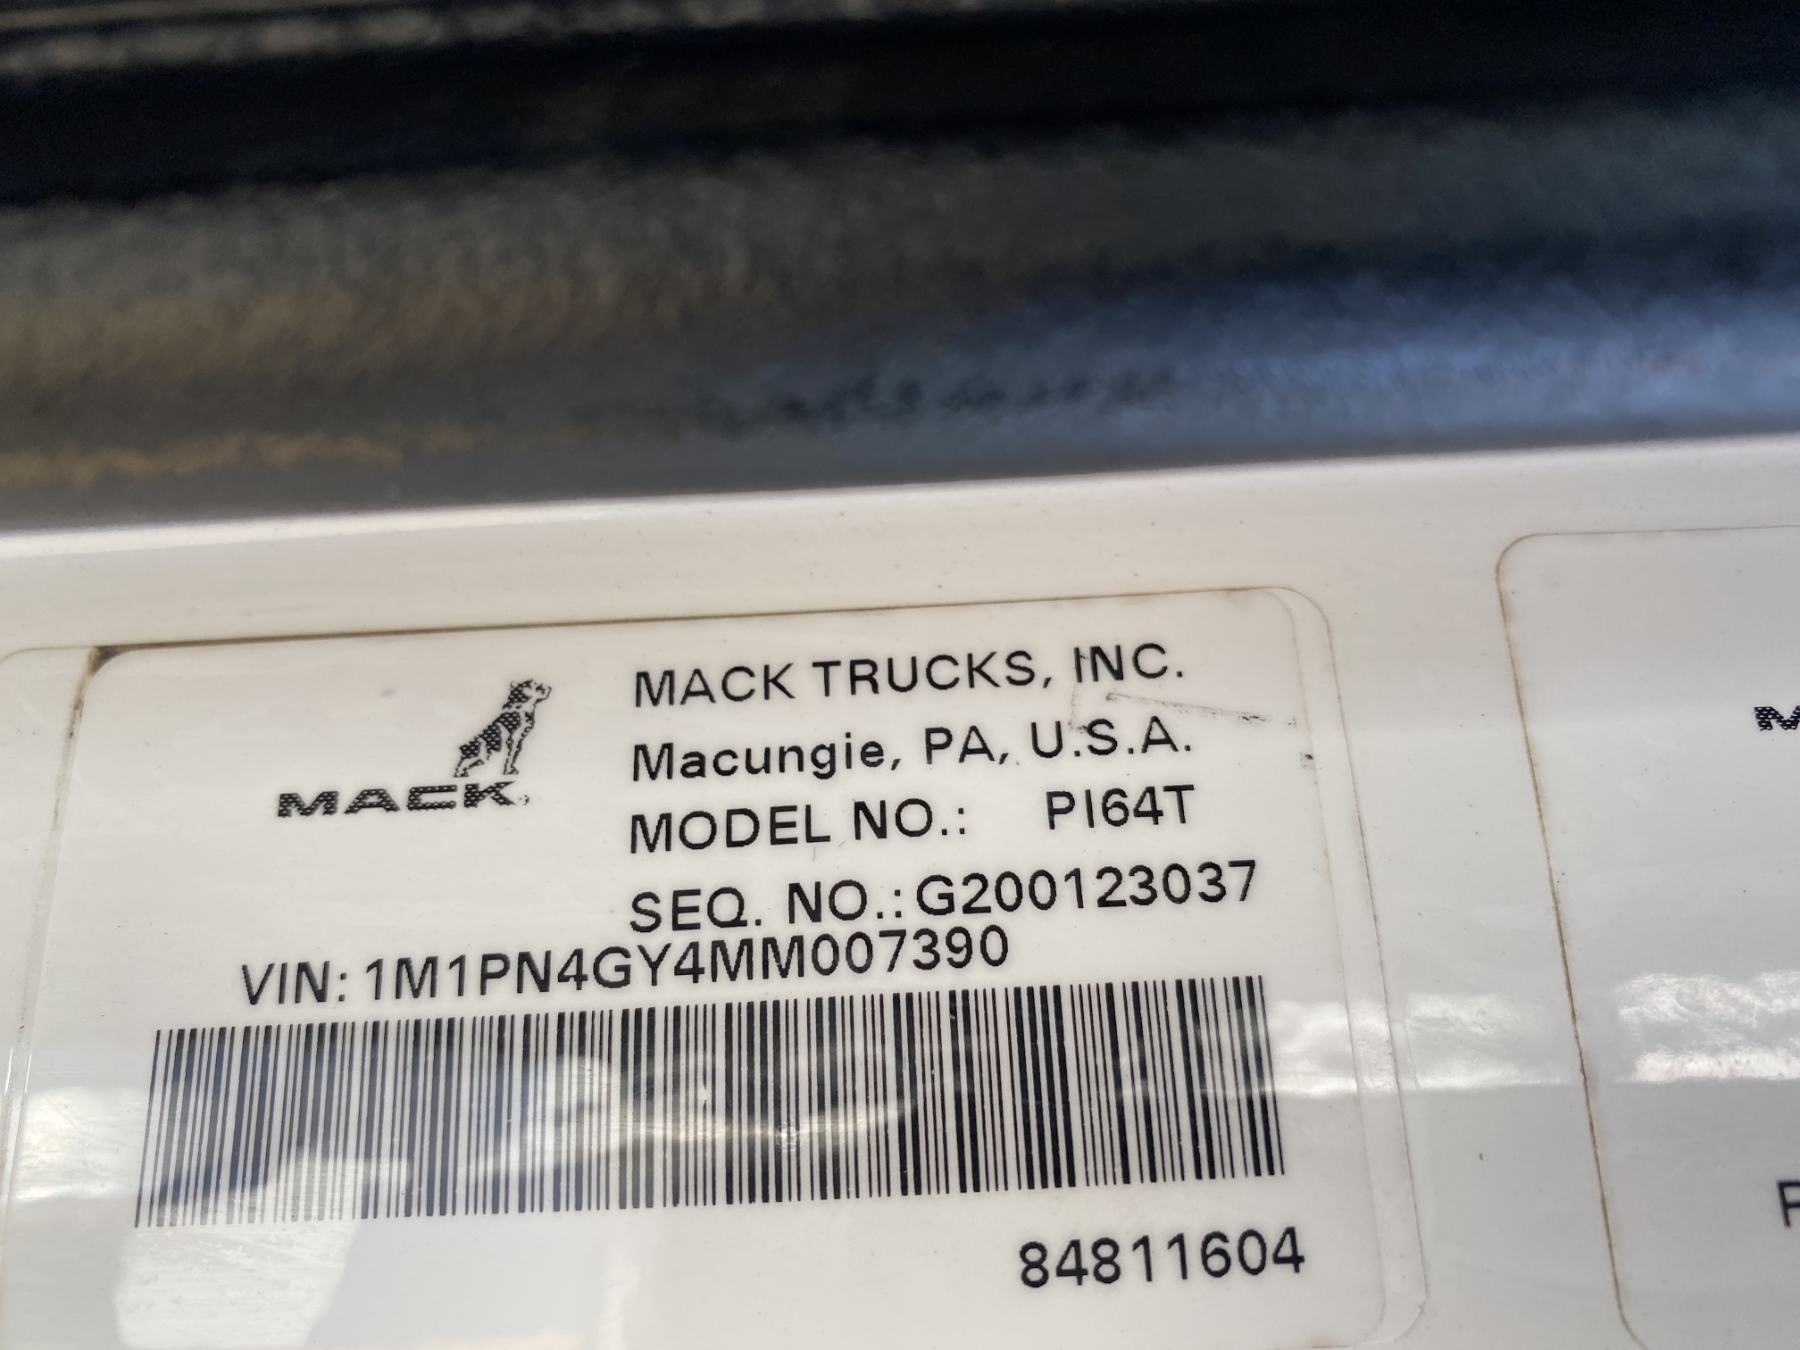 MACK
MACK TRUCKS, INC.
Macungie, PA, U.S.A.
MODEL NO.: PI64T
SEQ. NO.: G200123037
VIN: 1M1PN4GY4MM007390
84811604